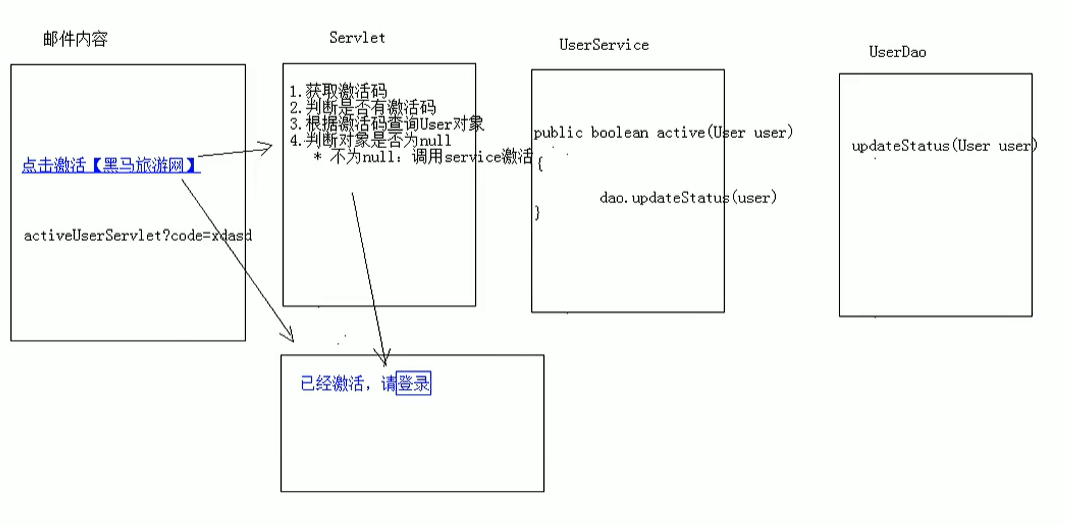 邮件内容
点击激活【黑马旅游网】
activeUserServlet?code=xdasd
Servlet
1.获取激活码
2.判断是否有激活码
3.根据激活码查询User对象
4.判断对象是否为null
* 不为null：调用service激活
UserService
public boolean active(User user)
{
dao.updateStatus(user)
}
UserDao
updateStatus(User user)
已经激活，请登录